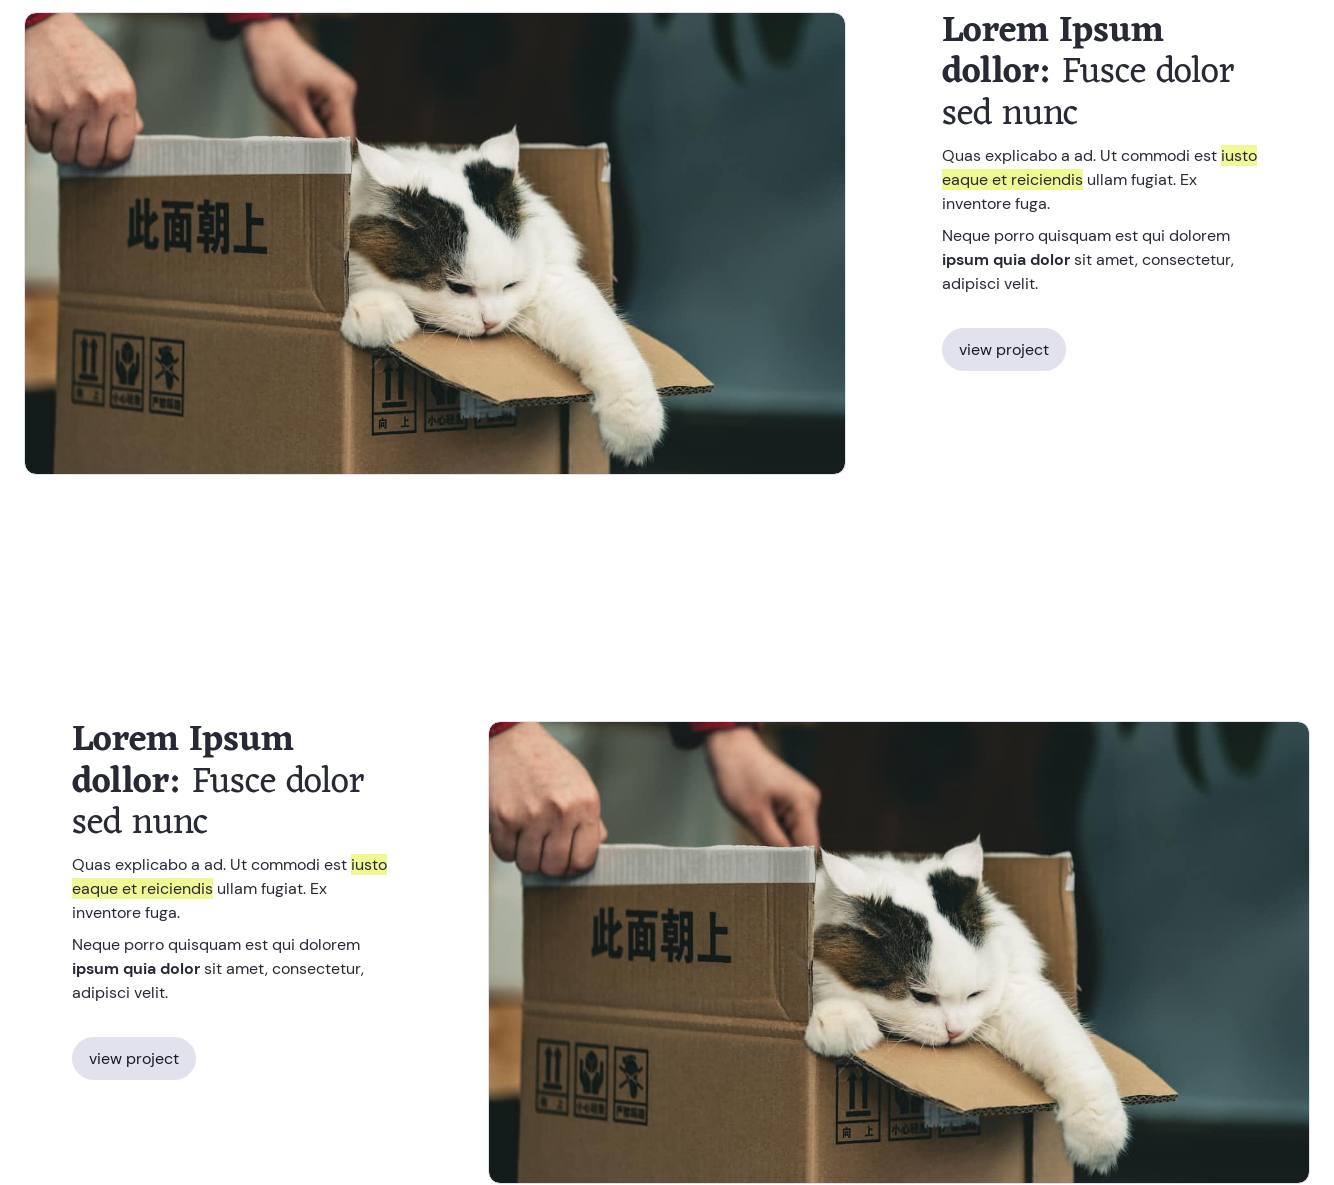 Lorem Ipsum
dollor: Fusce dolor
sed nunc
Quas explicabo a ad. Ut commodi est iusto
eaque et reiciendis ullam fugiat. Ex
inventore fuga.
Neque porro quisquam est qui dolorem
ipsum quia dolor sit amet, consectetur,
adipisci velit.
view project
此面朝上
向 上
Lorem Ipsum
dollor: Fusce dolor
sed nunc
Quas explicabo a ad. Ut commodi est iusto
eaque et reiciendis ullam fugiat. Ex
inventore fuga.
Neque porro quisquam est qui dolorem
ipsum quia dolor sit amet, consectetur,
adipisci velit.
view project
此面朝上
向 上